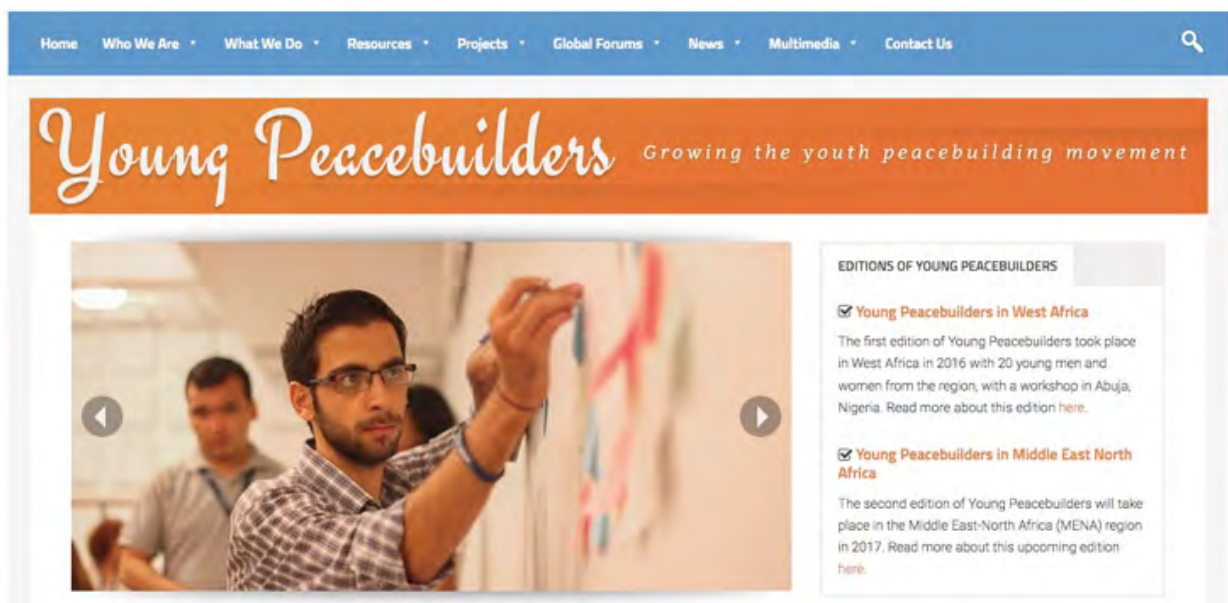 Home Who We Are What We Do Resources Projects Global Forums News Multimedia Contact Us
Young Peacebuilders Growing the youth peacebuilding movement
EDITIONS OF YOUNG PEACEBUILDERS
Young Peacebuilders in West Africa
The first edition of Young Peacebuilders took place
in West Africa in 2016 with 20 young men and
women from the region, with a workshop in Abuja,
Nigeria. Read more about this edition here.
Young Peacebuilders in Middle East North
Africa
The second edition of Young Peacebuilders will take
place in the Middle East-North Africa (MENA) region
in 2017. Read more about this upcoming edition
here.